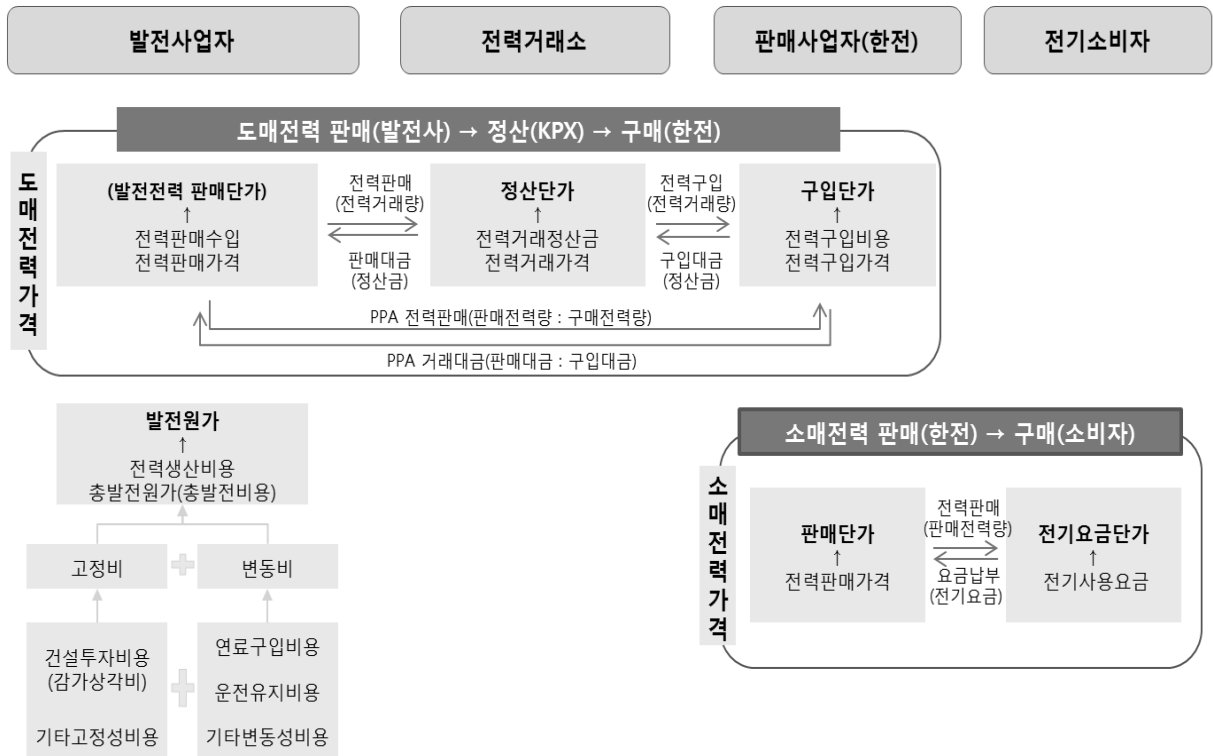 발전사업자
전력거래소
판매사업자(한전)
전기소비자
도매전력 판매(발전사) → 정산(KPX) → 구매(한전)
도매전력가격
(발전전력 판매단가)
↑
전력판매수입
전력판매가격
전력판매
(전력거래량)
판매대금
(정산금)
정산단가
↑
전력거래정산금
전력거래가격
전력구입
(전력거래량)
구입대금
(정산금)
구입단가
↑
전력구입비용
전력구입가격
PPA 전력판매(판매전력량 : 구매전력량)
PPA 거래대금(판매대금 : 구입대금)
발전원가
↑
전력생산비용
총발전원가(총발전비용)
고정비
변동비
건설투자비용
(감가상각비)
기타고정성비용
연료구입비용
운전유지비용
기타변동성비용
소매전력 판매(한전) → 구매(소비자)
소매전력가격
판매단가
↑
전력판매가격
전력판매
(판매전력량)
요금납부
(전기요금)
전기요금단가
↑
전기사용요금